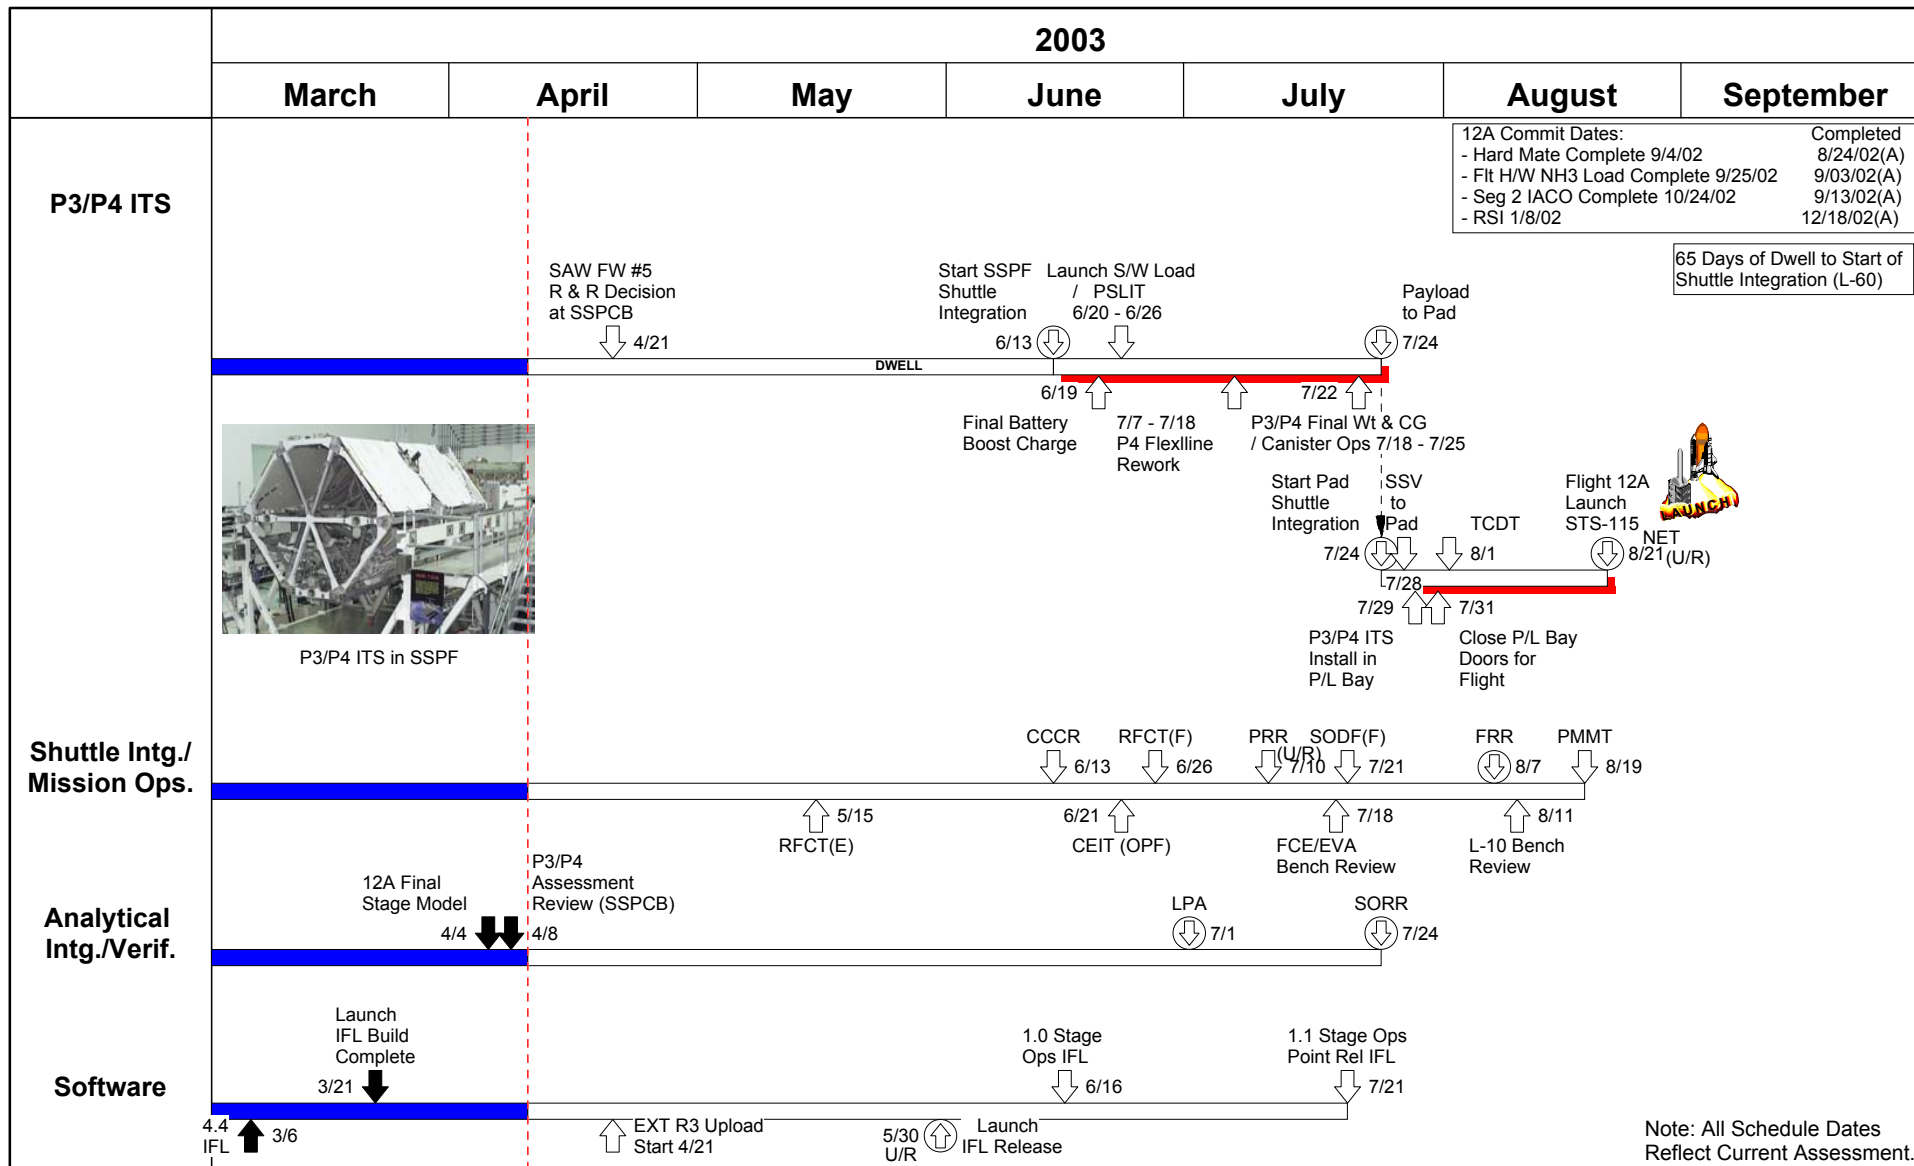 2003
March
April
May
June
July
August
September
12A Commit Dates: Completed
- Hard Mate Complete 9/4/02 8/24/02(A)
- Flt H/W NH3 Load Complete 9/25/02 9/03/02(A)
- Seg 2 IACO Complete 10/24/02 9/13/02(A)
- RSI 1/8/02 12/18/02(A)
65 Days of Dwell to Start of
Shuttle Integration (L-60)
P3/P4 ITS
SAW FW #5
R & R Decision
at SSPCB
4/21
Start SSPF
Shuttle
Integration
6/13
Launch S/W Load
/ PSLIT
6/20 - 6/26
Payload
to Pad
7/24
DWELL
6/19
Final Battery
Boost Charge
7/7 - 7/18
P4 Flexlline
Rework
7/22
P3/P4 Final Wt & CG
/ Canister Ops 7/18 - 7/25
P3/P4 ITS in SSPF
Start Pad
Shuttle
Integration
7/24
SSV
to
Pad
7/28
TCDT
8/1
Flight 12A
Launch
STS-115
8/21
NET
(U/R)
LAUNCH!
7/29
P3/P4 ITS
Install in
P/L Bay
7/31
Close P/L Bay
Doors for
Flight
Shuttle Intg./
Mission Ops.
CCCR
6/13
RFCT(F)
6/26
PRR
(U/R)
7/10
SODF(F)
7/21
FRR
8/7
PMMT
8/19
5/15
RFCT(E)
6/21
CEIT (OPF)
7/18
FCE/EVA
Bench Review
8/11
L-10 Bench
Review
Analytical
Intg./Verif.
12A Final
Stage Model
4/4
P3/P4
Assessment
Review (SSPCB)
4/8
LPA
7/1
SORR
7/24
Software
Launch
IFL Build
Complete
3/21
1.0 Stage
Ops IFL
6/16
1.1 Stage Ops
Point Rel IFL
7/21
4.4
IFL
3/6
EXT R3 Upload
Start 4/21
5/30
U/R
Launch
IFL Release
Note: All Schedule Dates
Reflect Current Assessment.